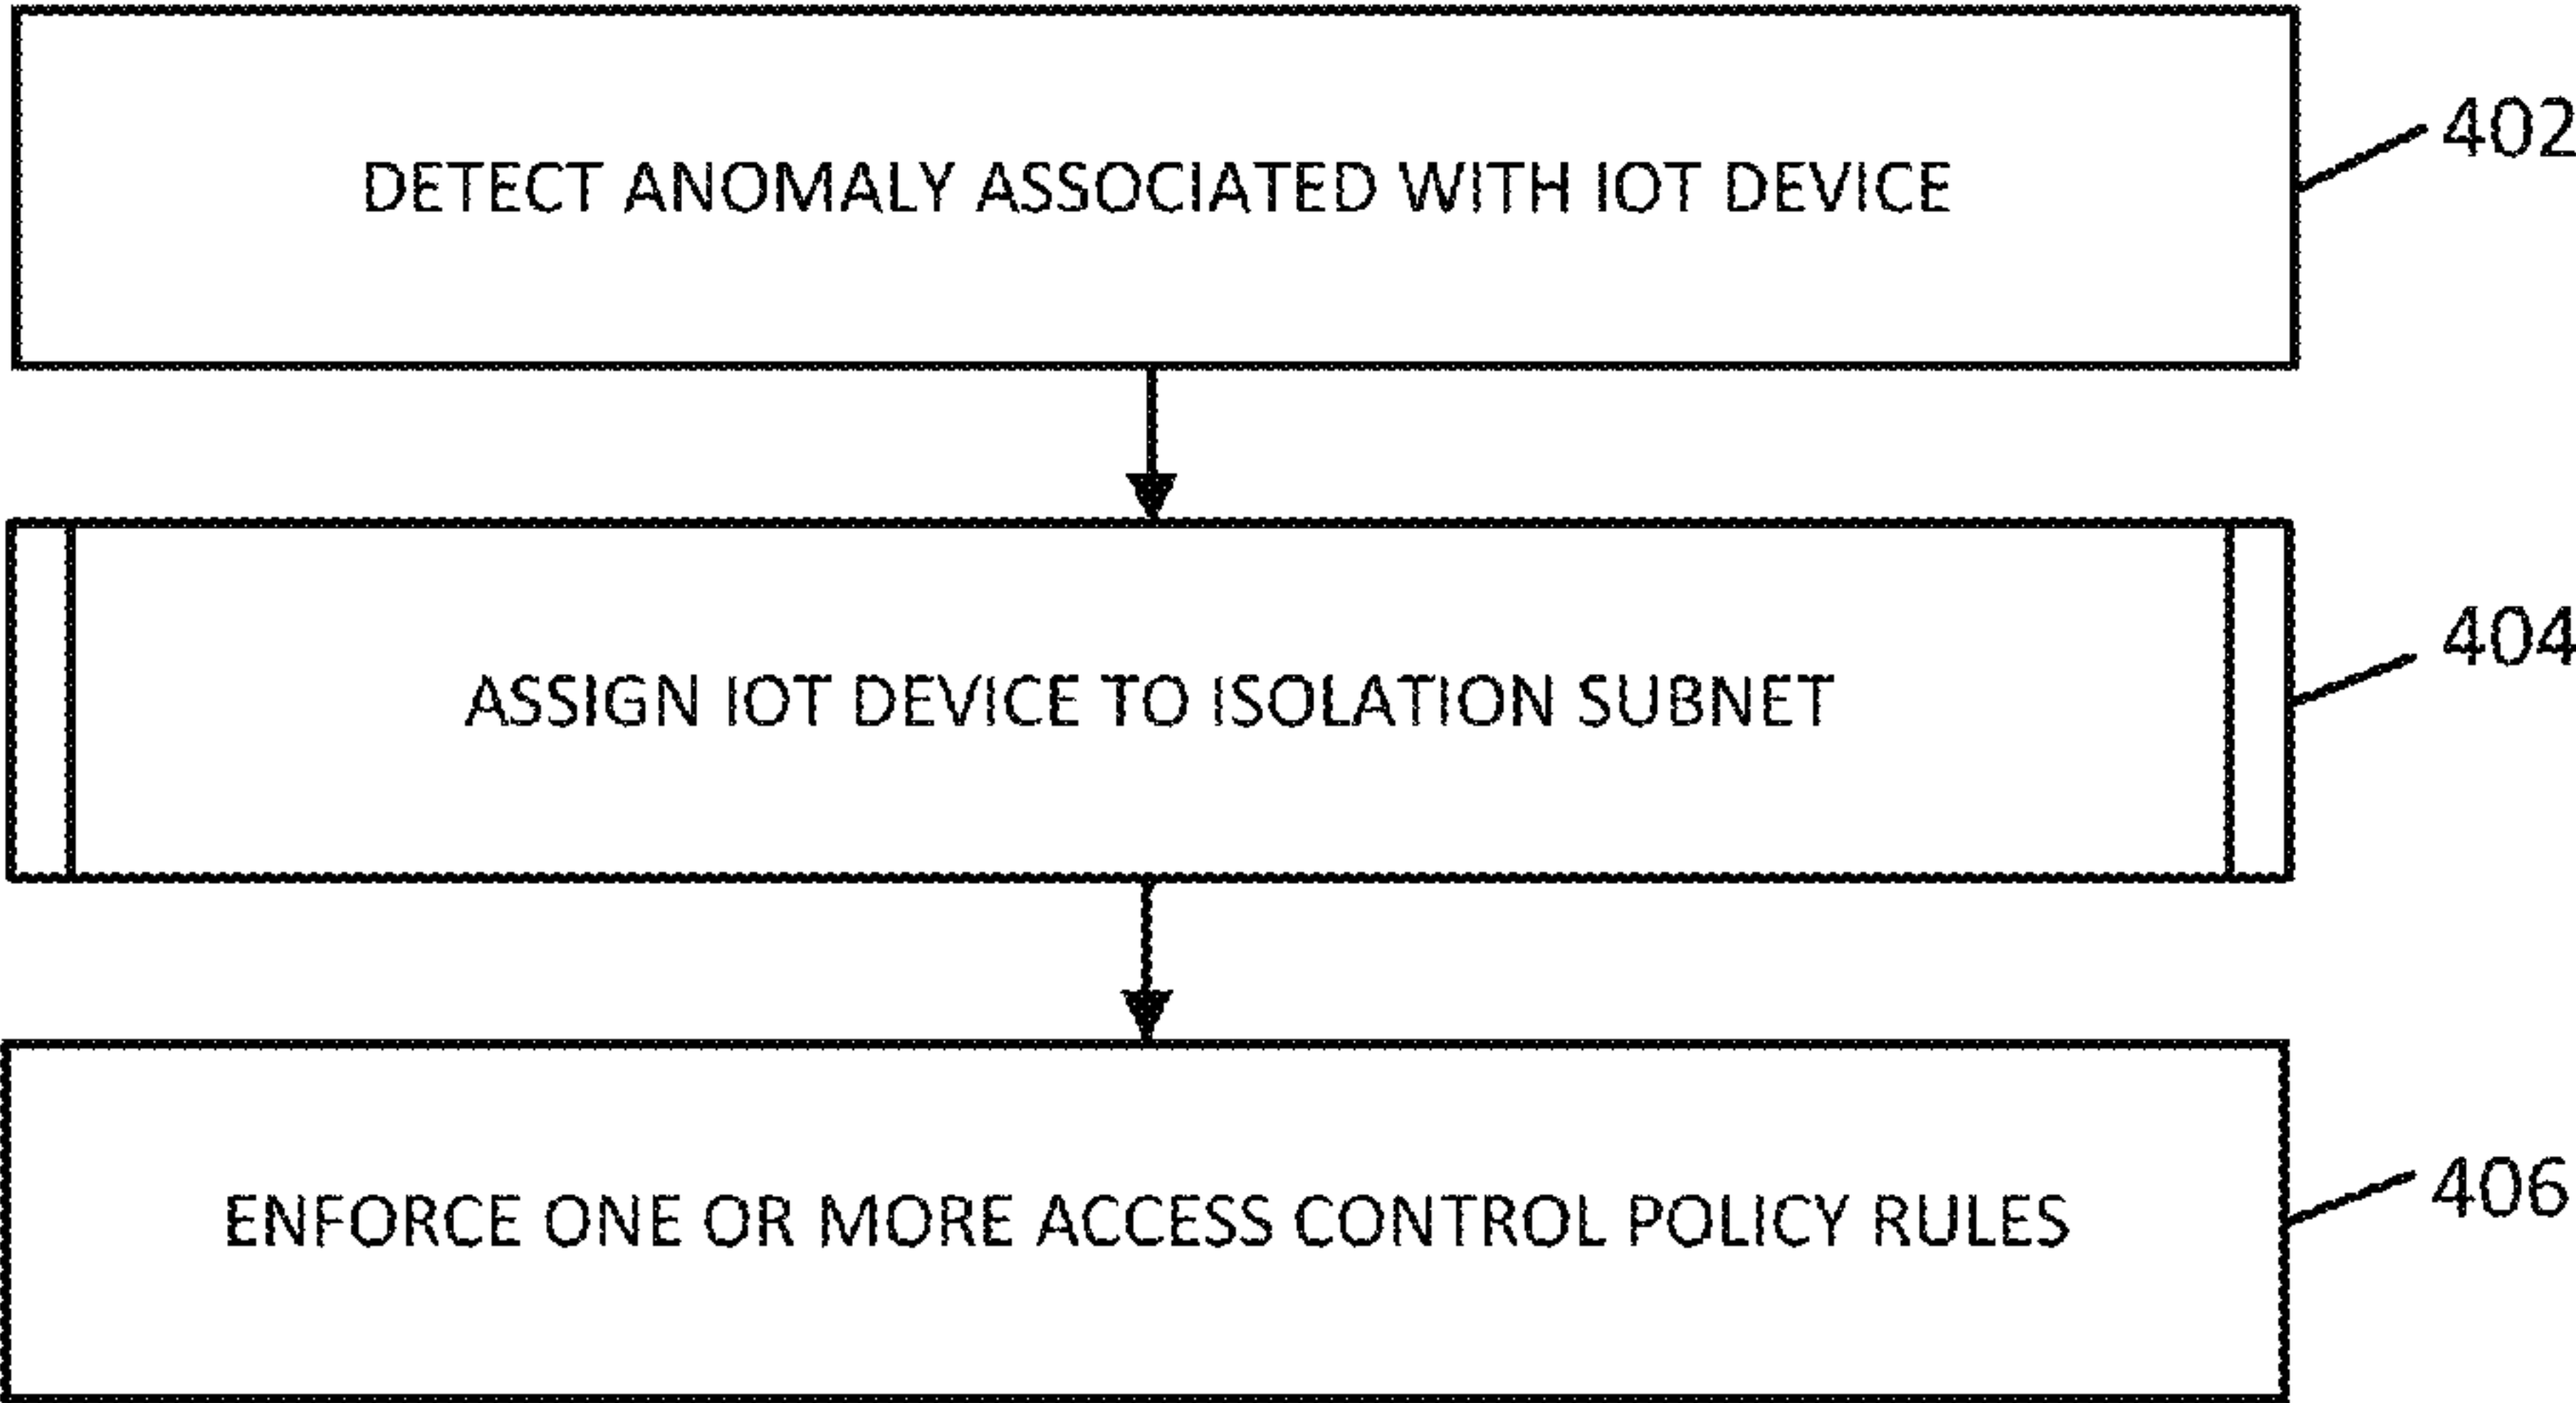 DETECT ANOMALY ASSOCIATED WITH IOT DEVICE
402
ASSIGN IOT DEVICE TO ISOLATION SUBNET
404
ENFORCE ONE OR MORE ACCESS CONTROL POLICY RULES
406